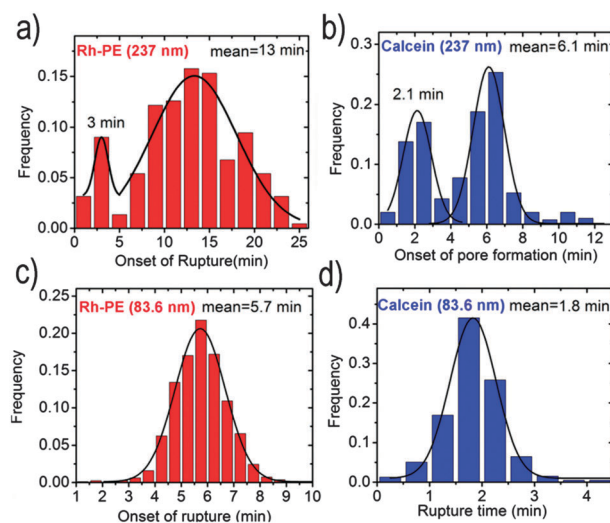 a)
Rh-PE (237 nm) mean=13 min
3 min
0.15
0.10
0.05
0.00
Frequency
0 5 10 15 20 25
Onset of Rupture(min)
b)
Calcein (237 nm) mean=6.1 min
2.1 min
0.3
0.2
0.1
0.0
Frequency
0 2 4 6 8 10 12
Onset of pore formation (min)
c)
Rh-PE (83.6 nm) mean=5.7 min
0.25
0.20
0.15
0.10
0.05
0.00
Frequency
1 2 3 4 5 6 7 8 9 10
Onset of rupture (min)
d)
Calcein (83.6 nm) mean=1.8 min
0.4
0.3
0.2
0.1
0.0
Frequency
0 1 2 3 4
Rupture time (min)